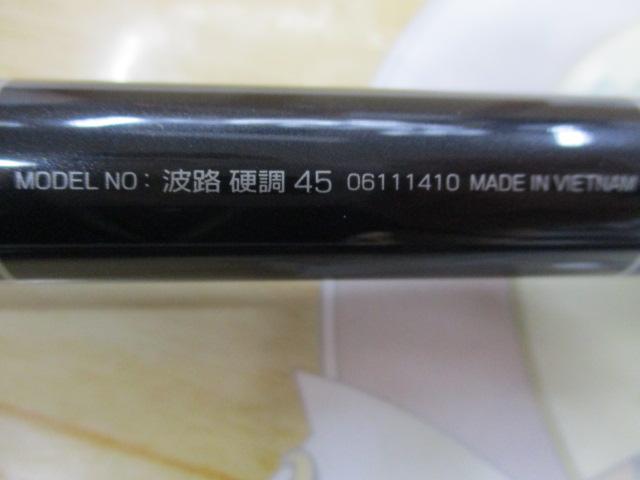 MODEL NO: 波路 硬調 45 06111410 MADE IN VIETNAM